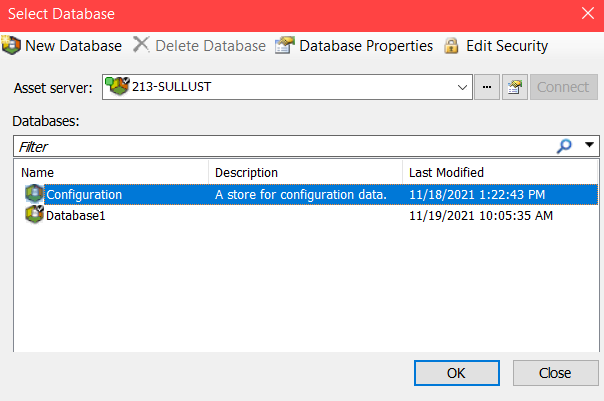 Select Database
New Database Delete Database Database Properties Edit Security
Asset server: 213-SULLUST ... Connect
Databases:
Filter
Name Description Last Modified
Configuration A store for configuration data. 11/18/2021 1:22:43 PM
Database1 11/19/2021 10:05:35 AM
OK Close